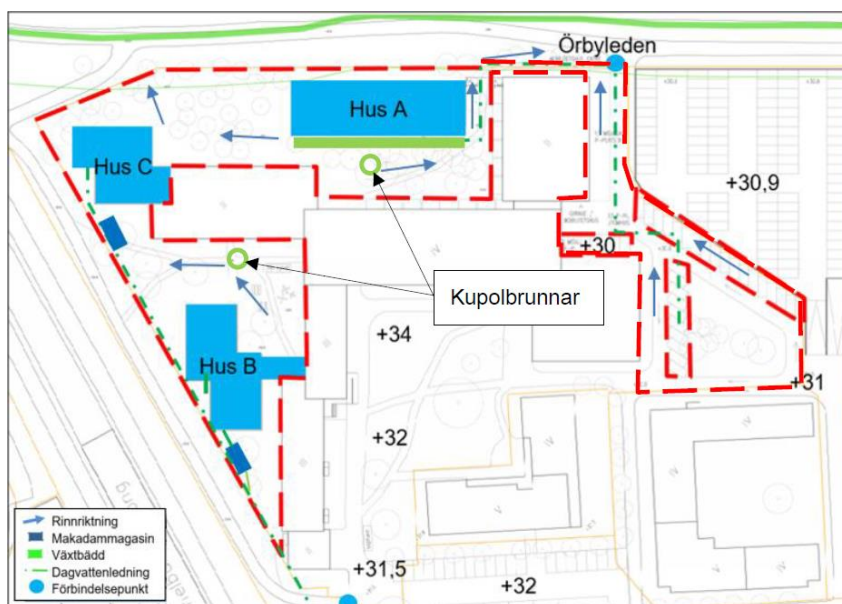 Örbyleden
Hus A
Hus C
+30,9
+30
Kupolbrunnar
+34
Hus B
+31
+32
+31,5
+32
Rinnriktning
Makadammagasin
Växtbädd
Dagvattenledning
Förbindelsepunkt